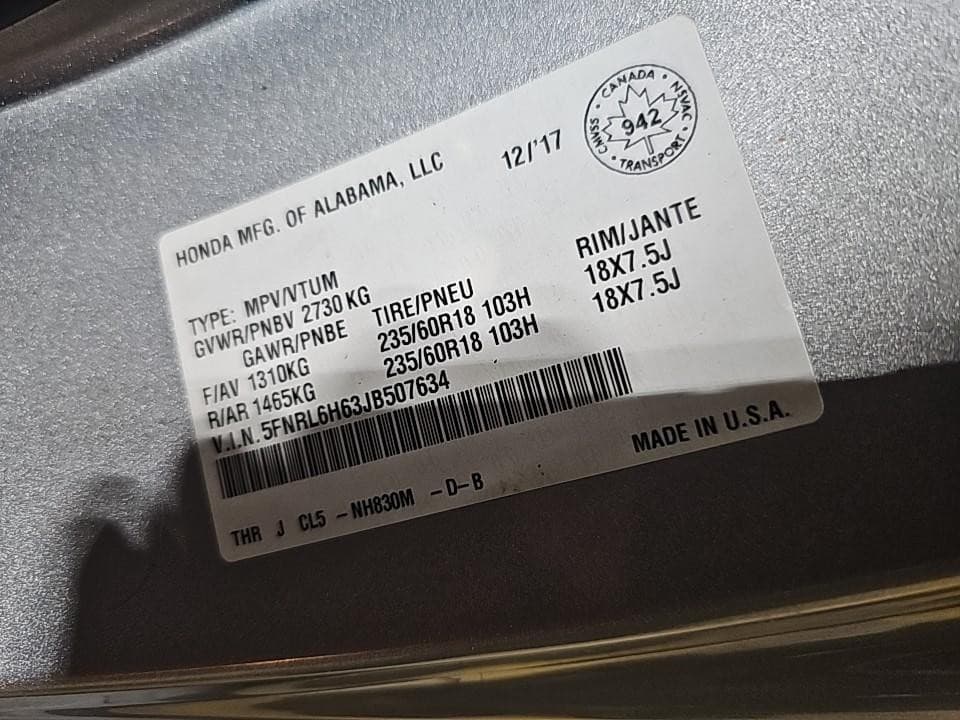 HONDA MFG. OF ALABAMA, LLC 12/'17
CANADA · NSVAC · TRANSPORT · CMVSS ·
942
TYPE: MPV/VTUM
GVWR/PNBV 2730 KG
GAWR/PNBE TIRE/PNEU RIM/JANTE
F/AV 1310KG 235/60R18 103H 18X7.5J
R/AR 1465KG 235/60R18 103H 18X7.5J
V.I.N. 5FNRL6H63JB507634
MADE IN U.S.A.
THR J CL5 - NH830M - D - B